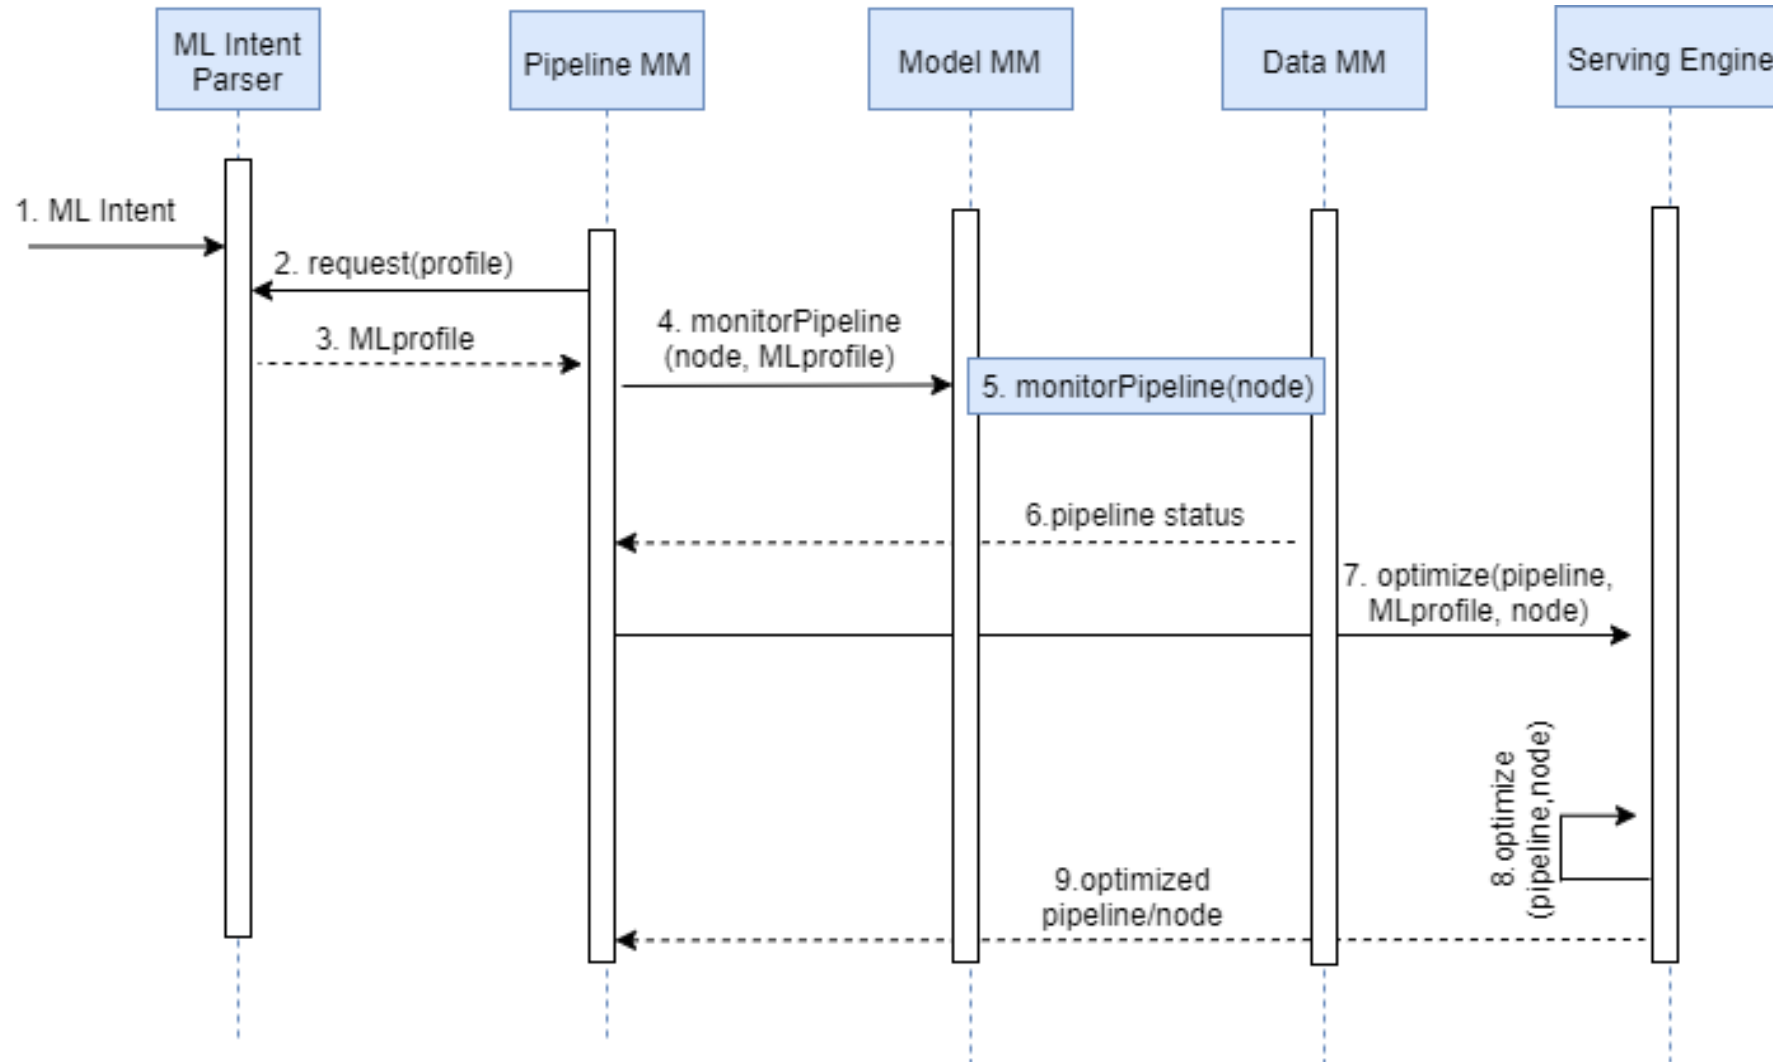 ML Intent
Parser
Pipeline MM
Model MM
Data MM
Serving Engine
1. ML Intent
2. request(profile)
3. MLprofile
4. monitorPipeline
(node, MLprofile)
5. monitorPipeline(node)
6.pipeline status
7. optimize(pipeline,
MLprofile, node)
8.optimize
(pipeline,node)
9.optimized
pipeline/node